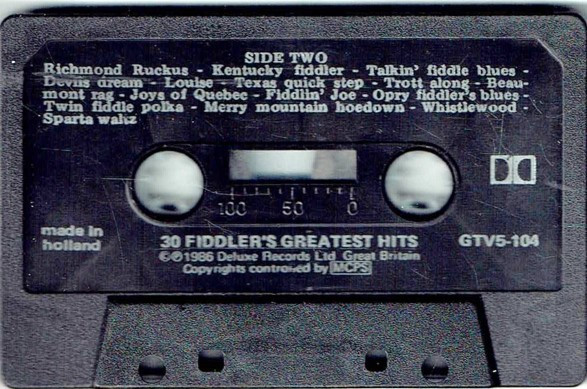 SIDE TWO
Richmond Ruckus - Kentucky fiddler - Talkin' fiddle blues -
Devils dream - Louise - Texas quick step - Trott along - Beau-
mont rag - Joys of Quebec - Fiddlin' Joe - Opry fiddler's blues -
Twin fiddle polka - Merry mountain hoedown - Whistlewood -
Sparta waltz
100 50 0
made in
holland
30 FIDDLER'S GREATEST HITS
GTV5-104
©℗1986 Deluxe Records Ltd Great Britain
Copyrights controlled by MCPS